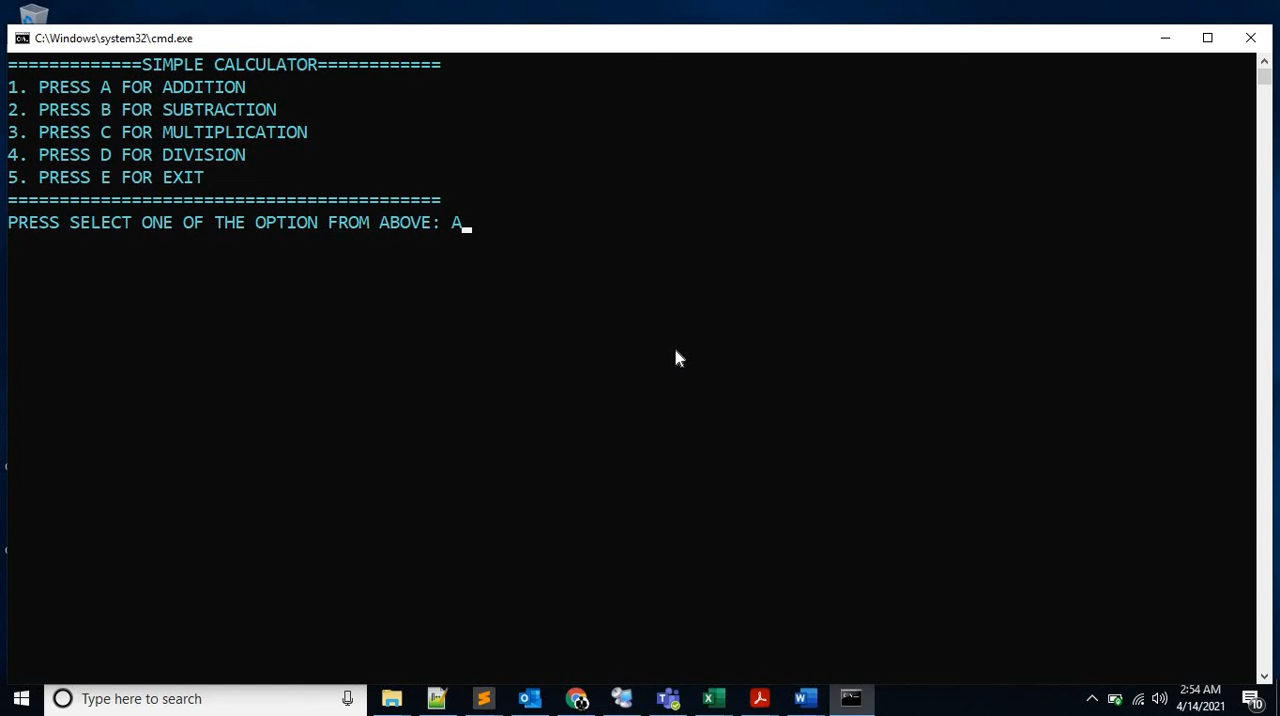 C:\Windows\system32\cmd.exe
=============SIMPLE CALCULATOR============
1. PRESS A FOR ADDITION
2. PRESS B FOR SUBTRACTION
3. PRESS C FOR MULTIPLICATION
4. PRESS D FOR DIVISION
5. PRESS E FOR EXIT
==========================================
PRESS SELECT ONE OF THE OPTION FROM ABOVE: A_
Type here to search
2:54 AM
4/14/2021
10